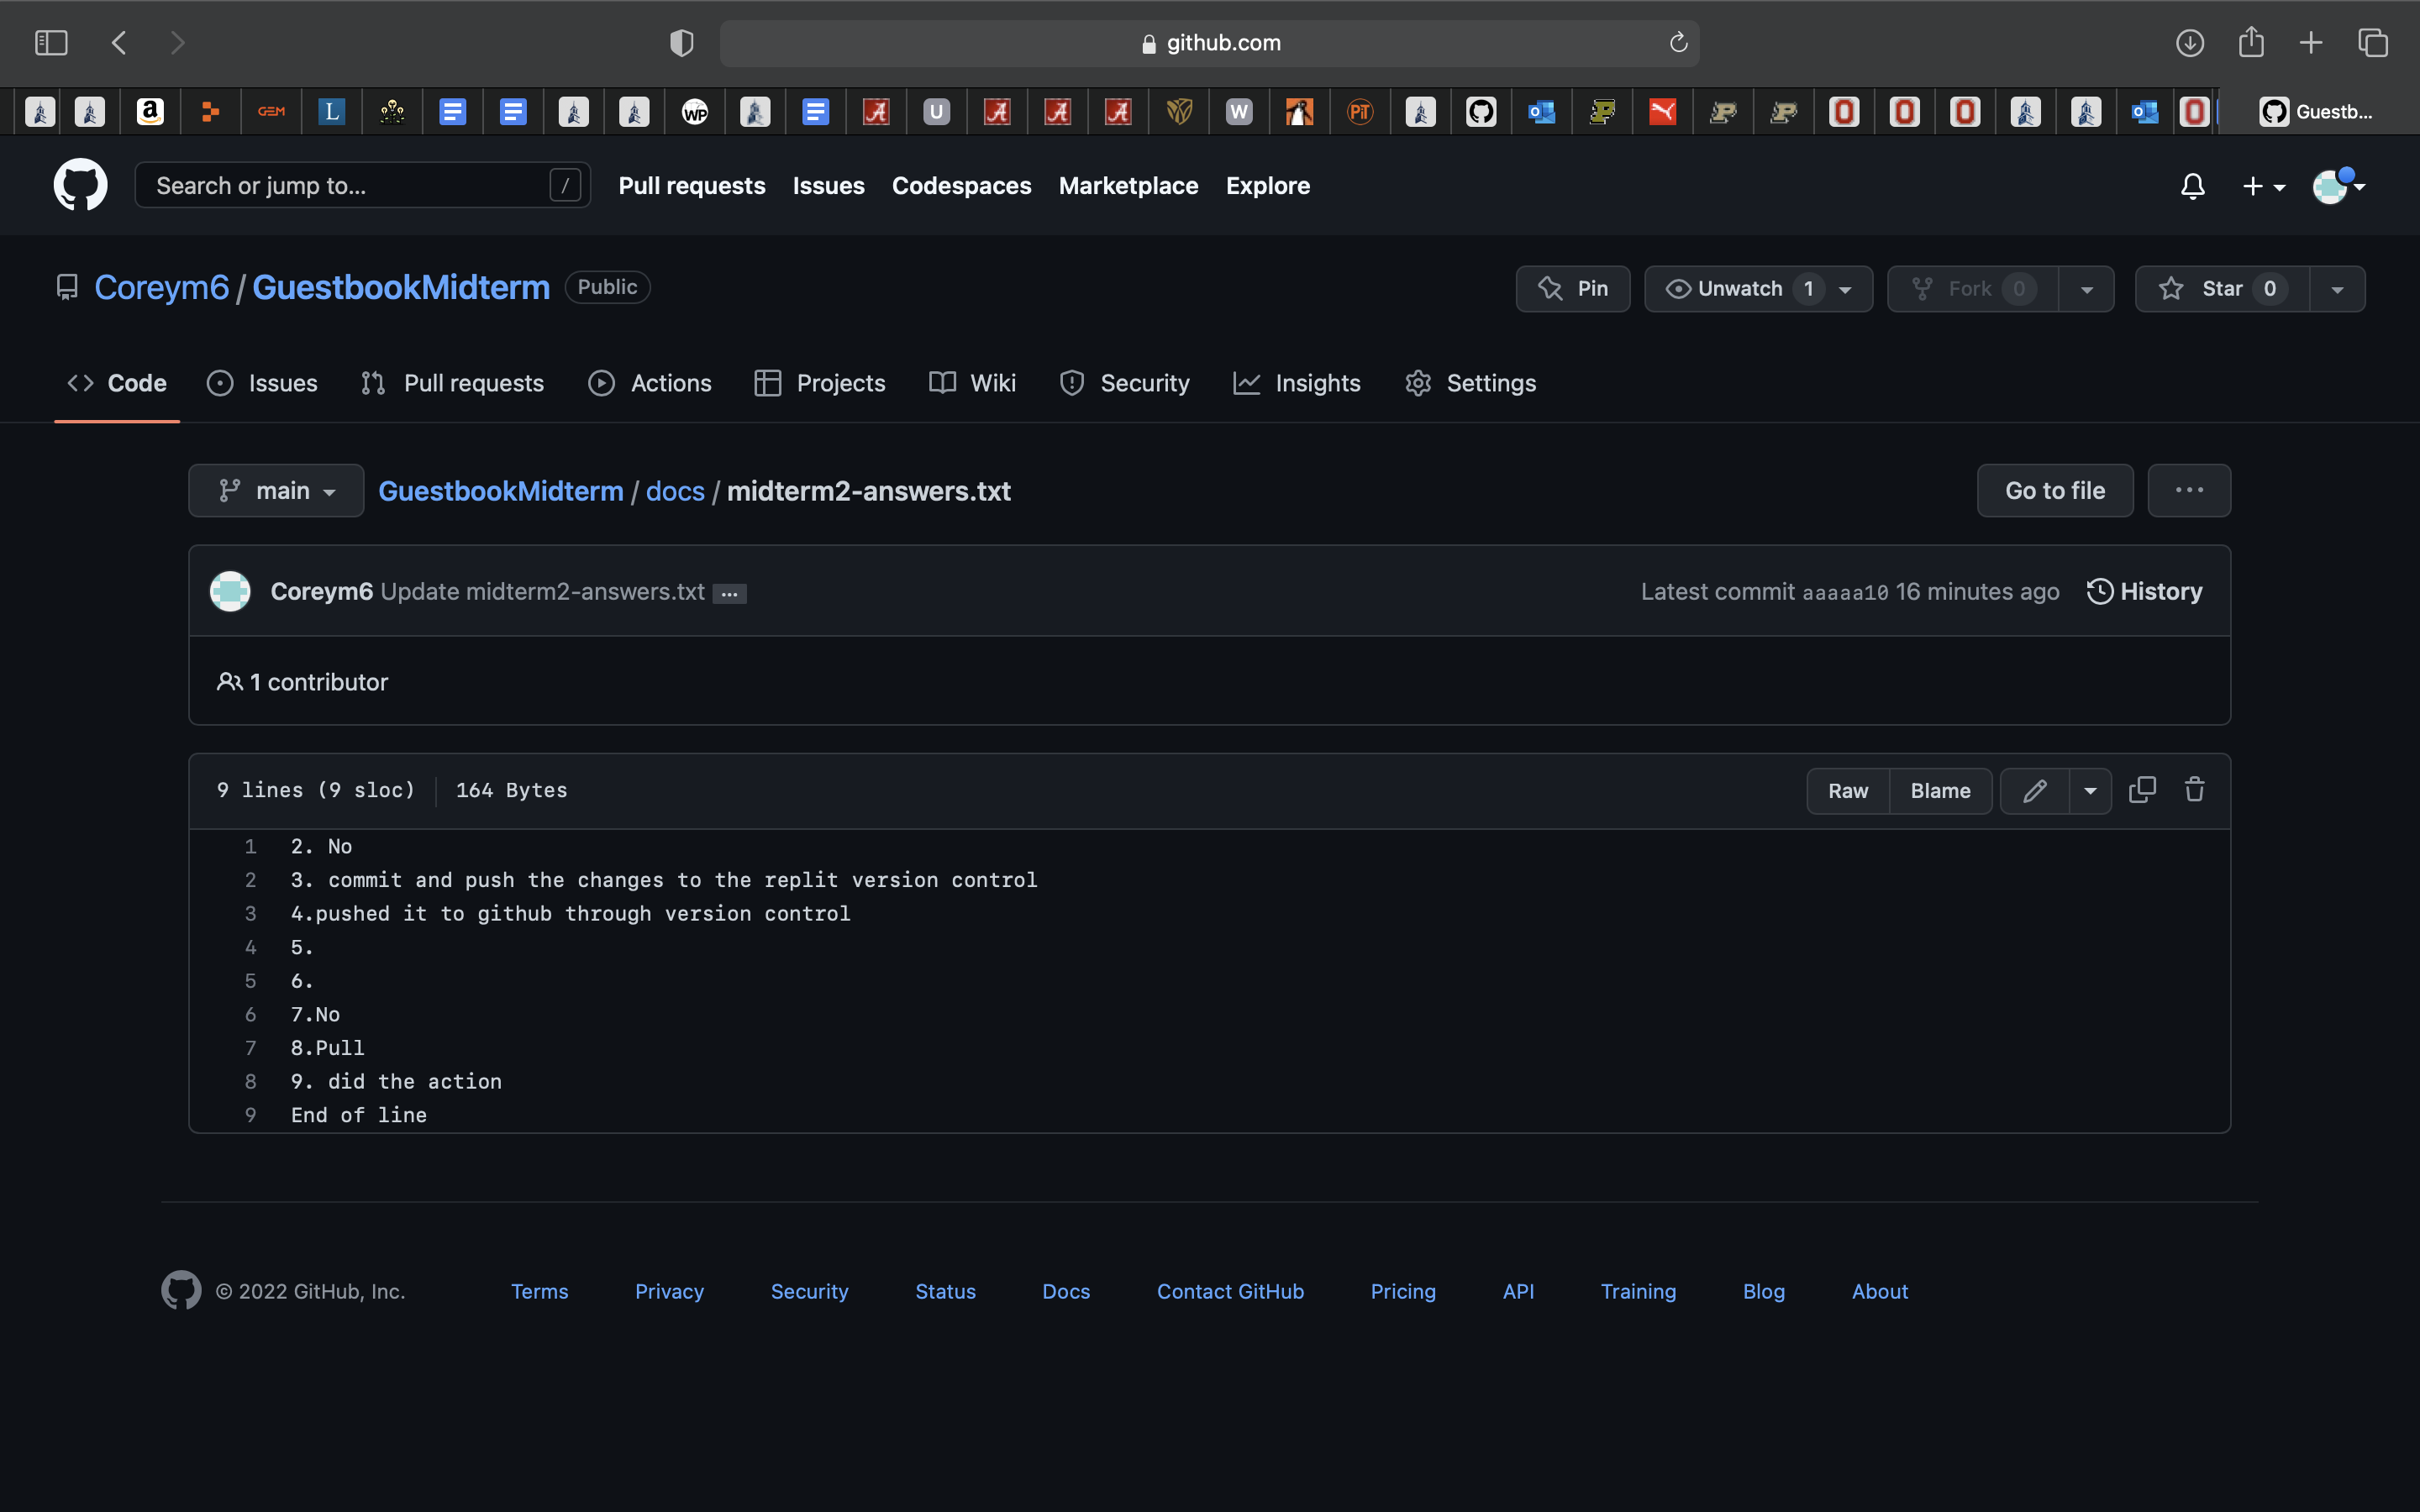 github.com
a GEM L WP A U A A A W PIT P P P O O O O Guestb...
Search or jump to... / Pull requests Issues Codespaces Marketplace Explore
Coreym6 / GuestbookMidterm Public Pin Unwatch 1 Fork 0 Star 0
Code Issues Pull requests Actions Projects Wiki Security Insights Settings
main GuestbookMidterm / docs / midterm2-answers.txt Go to file ...
Coreym6 Update midterm2-answers.txt ... Latest commit aaaaa10 16 minutes ago History
1 contributor
9 lines (9 sloc) 164 Bytes Raw Blame
1 2. No
2 3. commit and push the changes to the replit version control
3 4.pushed it to github through version control
4 5.
5 6.
6 7.No
7 8.Pull
8 9. did the action
9 End of line
© 2022 GitHub, Inc. Terms Privacy Security Status Docs Contact GitHub Pricing API Training Blog About